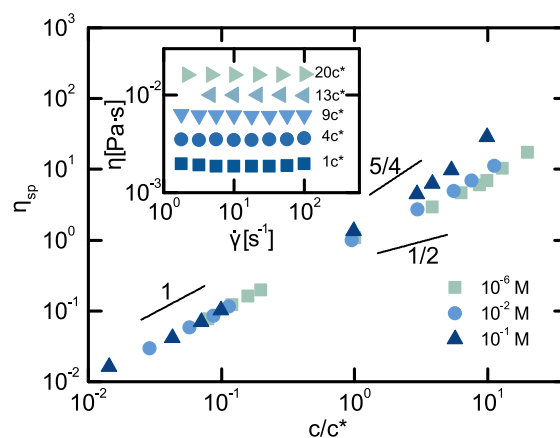 10³
10²
10¹
10⁰
10⁻¹
10⁻²
η_sp
10⁻²
10⁻¹
10⁰
10¹
c/c*
η[Pa·s]
10⁻²
10⁻³
10⁰
10¹
10²
γ̇ [s⁻¹]
20c*
13c*
9c*
4c*
1c*
5/4
1/2
1
10⁻⁶ M
10⁻² M
10⁻¹ M